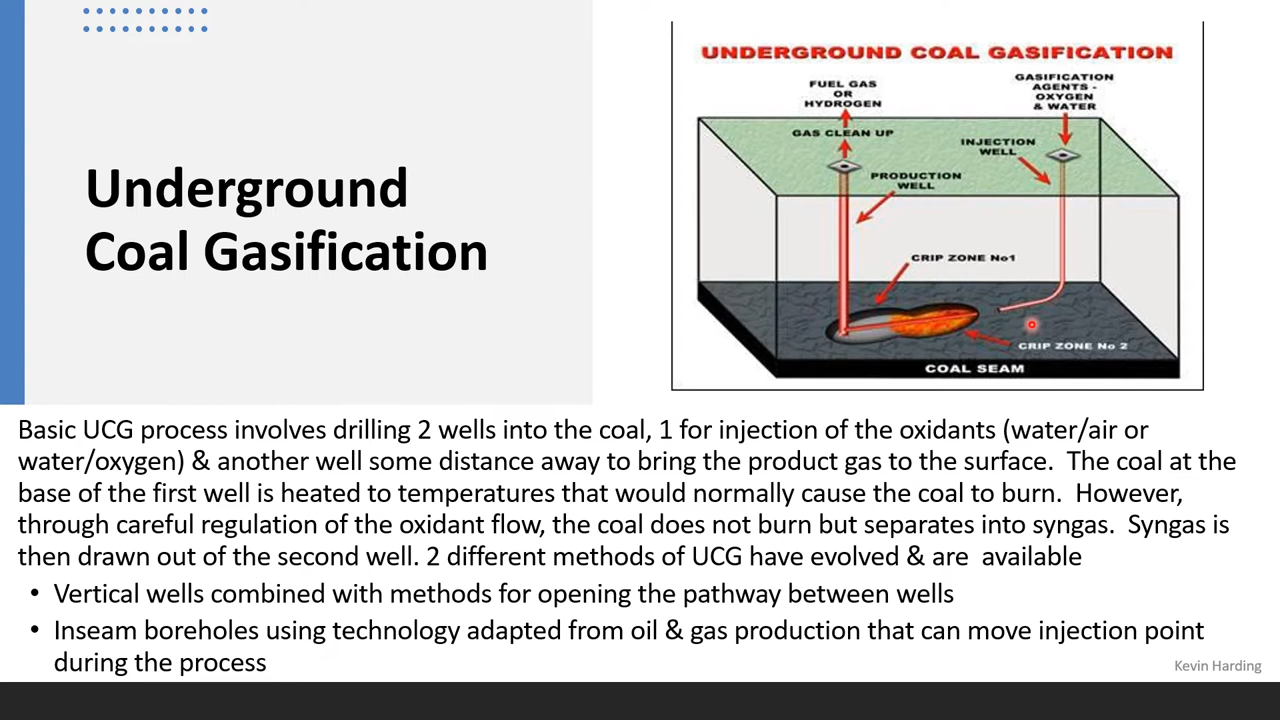 Underground
Coal Gasification
UNDERGROUND COAL GASIFICATION
FUEL GAS
OR
HYDROGEN
GASIFICATION
AGENTS -
OXYGEN
& WATER
GAS CLEAN UP
INJECTION
WELL
PRODUCTION
WELL
CRIP ZONE No1
CRIP ZONE No 2
COAL SEAM
Basic UCG process involves drilling 2 wells into the coal, 1 for injection of the oxidants (water/air or
water/oxygen) & another well some distance away to bring the product gas to the surface.  The coal at the
base of the first well is heated to temperatures that would normally cause the coal to burn.  However,
through careful regulation of the oxidant flow, the coal does not burn but separates into syngas.  Syngas is
then drawn out of the second well. 2 different methods of UCG have evolved & are  available
• Vertical wells combined with methods for opening the pathway between wells
• Inseam boreholes using technology adapted from oil & gas production that can move injection point
during the process
Kevin Harding